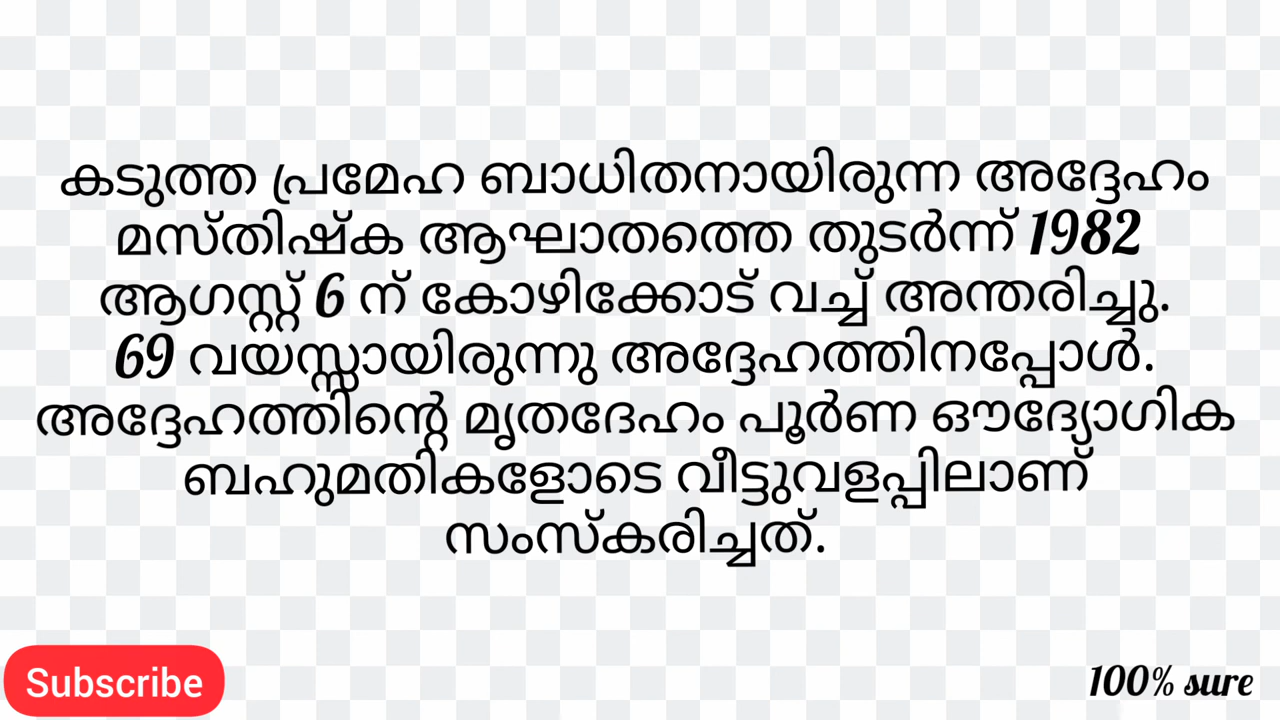 കടുത്ത പ്രമേഹ ബാധിതനായിരുന്ന അദ്ദേഹം
മസ്തിഷ്ക ആഘാതത്തെ തുടർന്ന് 1982
ആഗസ്റ്റ് 6 ന് കോഴിക്കോട് വച്ച് അന്തരിച്ചു.
69 വയസ്സായിരുന്നു അദ്ദേഹത്തിനപ്പോൾ.
അദ്ദേഹത്തിന്റെ മൃതദേഹം പൂർണ ഔദ്യോഗിക
ബഹുമതികളോടെ വീട്ടുവളപ്പിലാണ്
സംസ്കരിച്ചത്.
Subscribe
100% sure